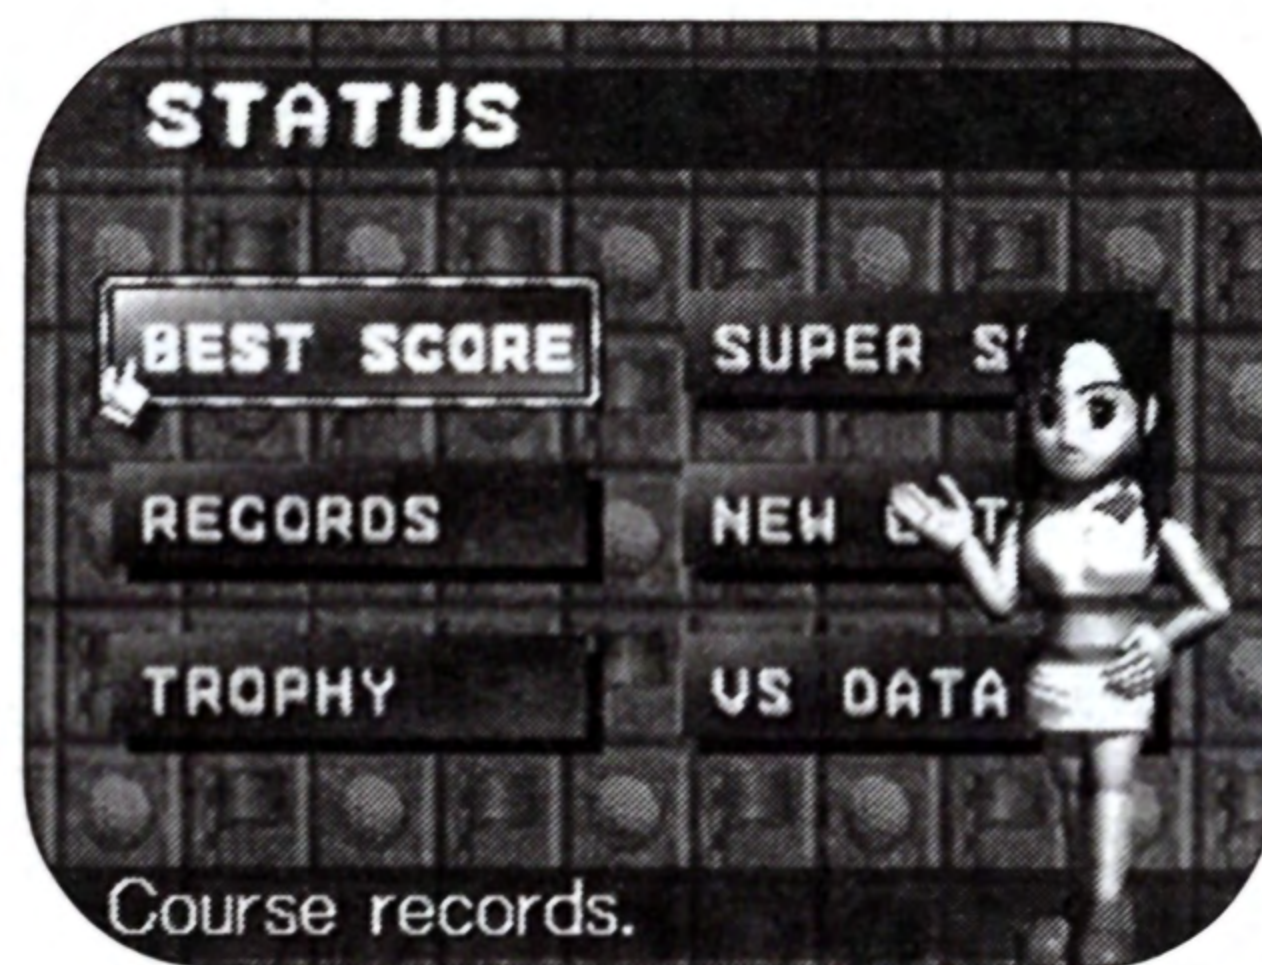 STATUS
BEST SCORE
SUPER
RECORDS
NEW
TROPHY
VS DATA
Course records.